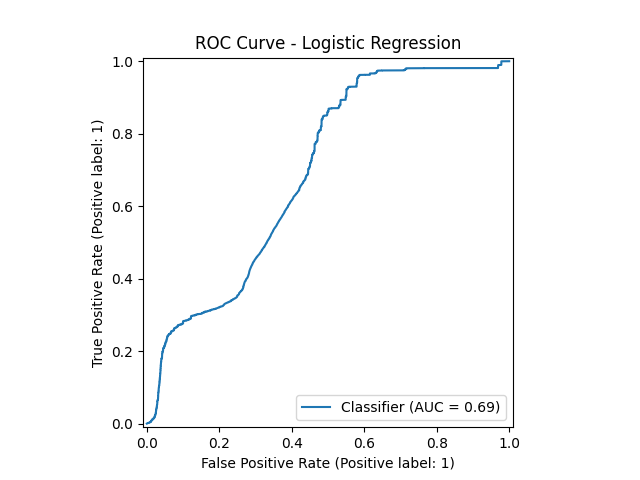 ROC Curve - Logistic Regression
True Positive Rate (Positive label: 1)
1.0
0.8
0.6
0.4
0.2
0.0
Classifier (AUC = 0.69)
0.0 0.2 0.4 0.6 0.8 1.0
False Positive Rate (Positive label: 1)